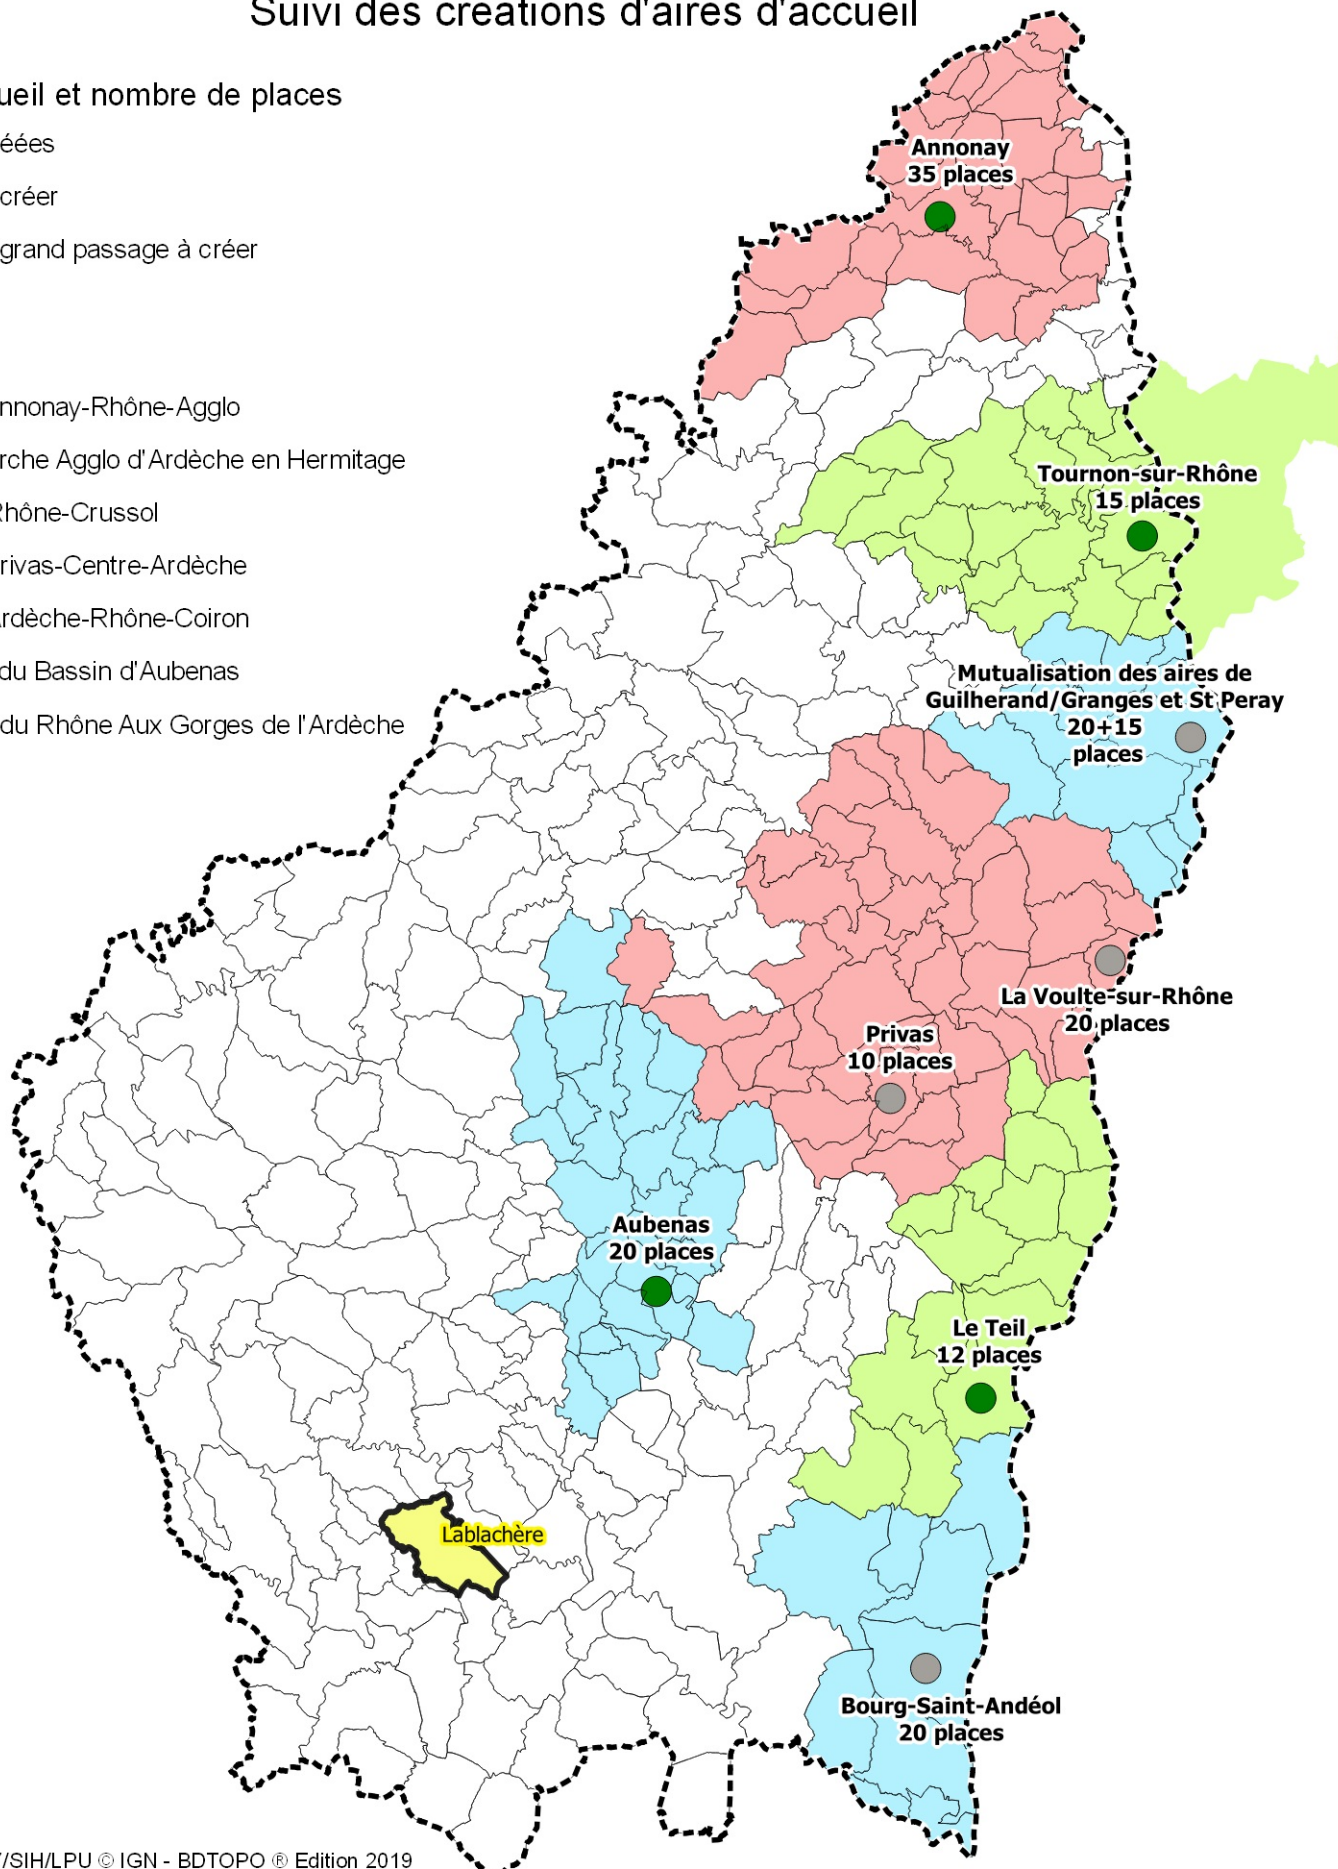 Suivi des créations d'aires d'accueil
ueil et nombre de places
éées
créer
grand passage à créer
nnonay-Rhône-Agglo
rche Agglo d'Ardèche en Hermitage
Rhône-Crussol
rivas-Centre-Ardèche
Ardèche-Rhône-Coiron
du Bassin d'Aubenas
du Rhône Aux Gorges de l'Ardèche
Annonay
35 places
Tournon-sur-Rhône
15 places
Mutualisation des aires de
Guilherand/Granges et St Peray
20+15
places
La Voulte-sur-Rhône
20 places
Privas
10 places
Aubenas
20 places
Le Teil
12 places
Lablachère
Bourg-Saint-Andéol
20 places
/SIH/LPU © IGN - BDTOPO ® Edition 2019